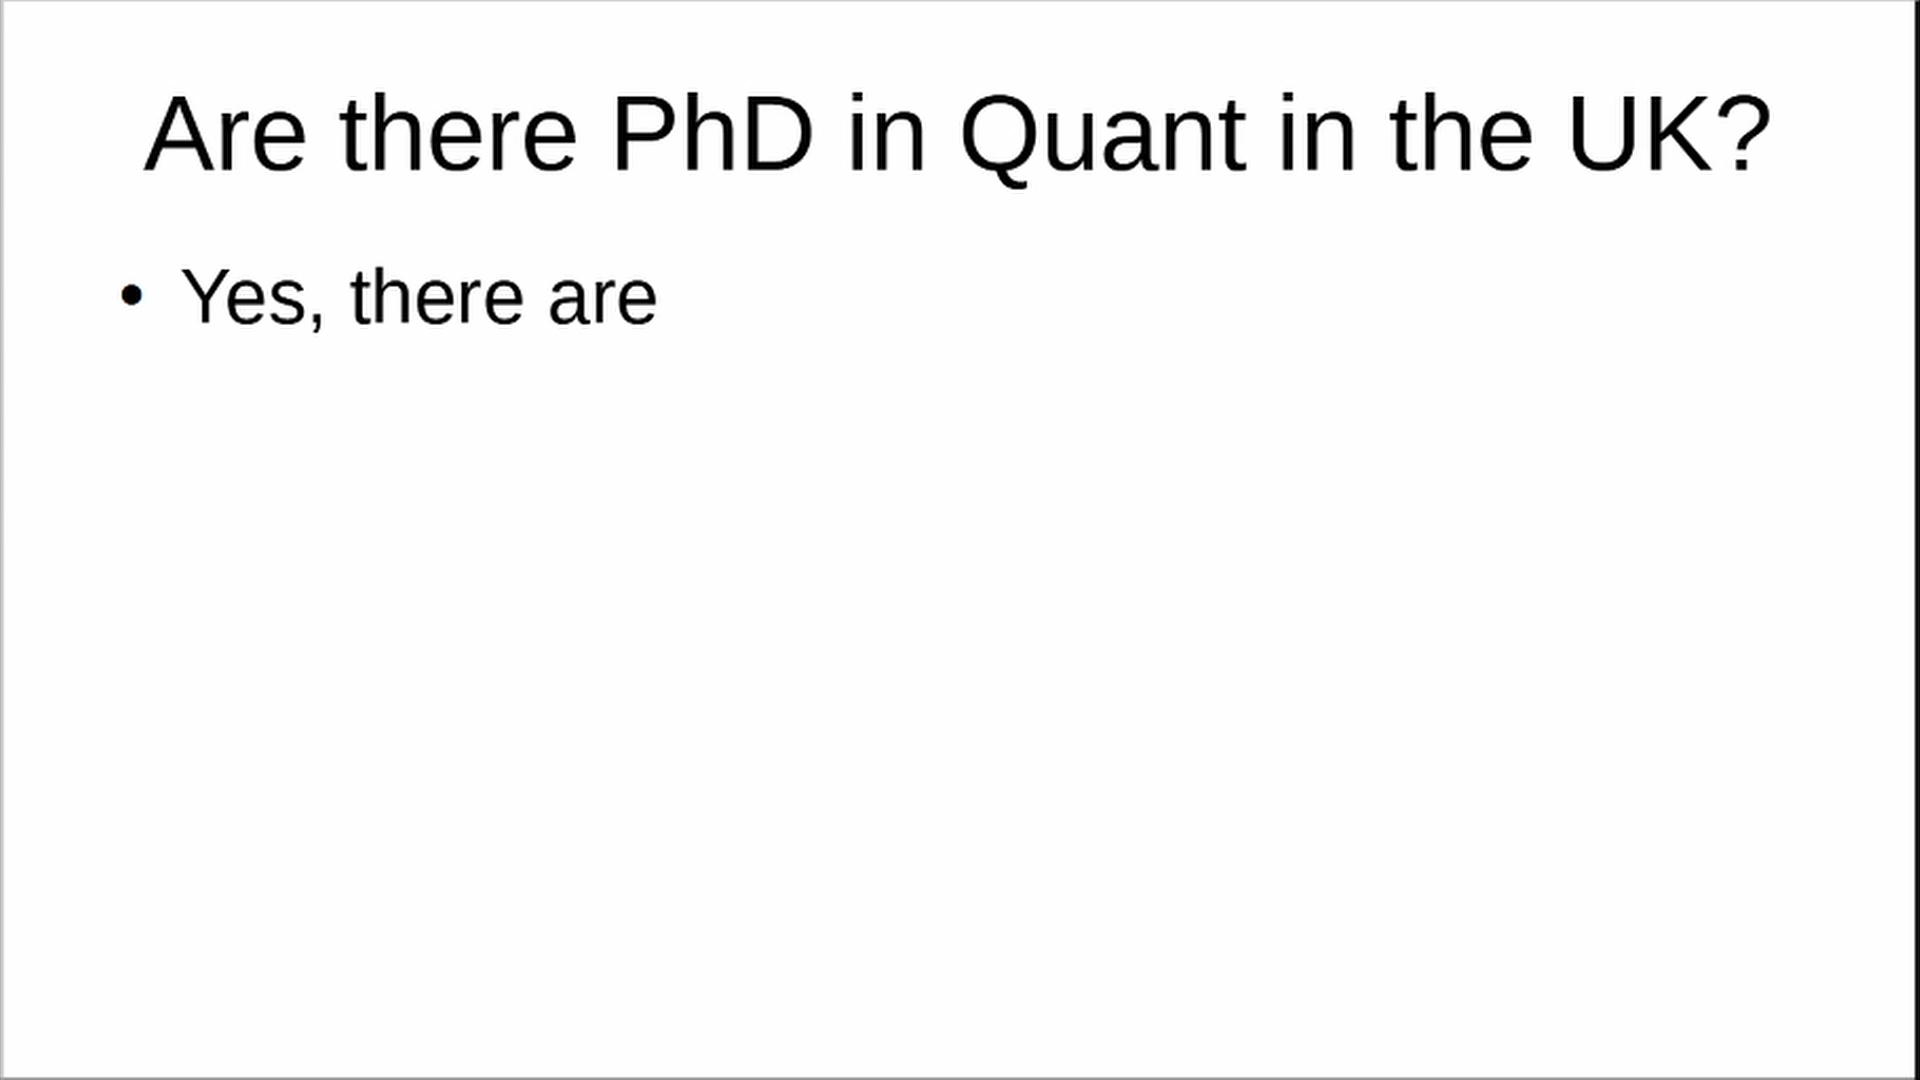 Are there PhD in Quant in the UK?
• Yes, there are